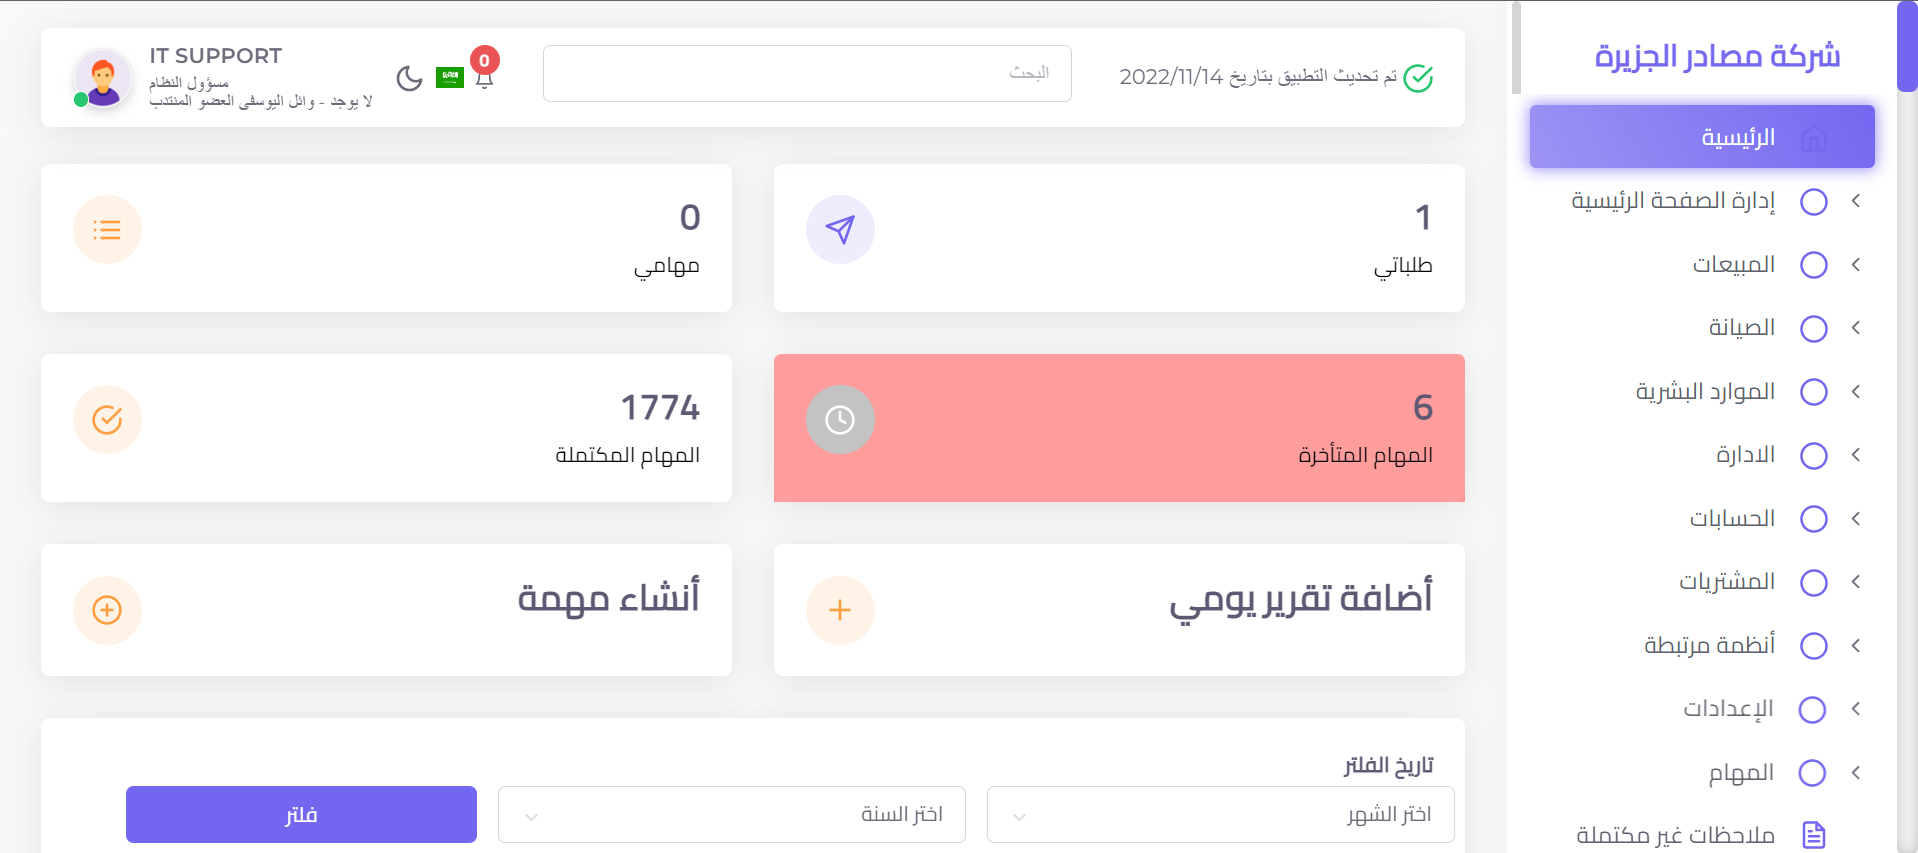 شركة مصادر الجزيرة
الرئيسية
إدارة الصفحة الرئيسية
المبيعات
الصيانة
الموارد البشرية
الادارة
الحسابات
المشتريات
أنظمة مرتبطة
الإعدادات
المهام
ملاحظات غير مكتملة
تم تحديث التطبيق بتاريخ 2022/11/14
البحث
0
IT SUPPORT
مسؤول النظام
لا يوجد - وائل اليوسفى العضو المنتدب
1
طلباتي
0
مهامي
6
المهام المتأخرة
1774
المهام المكتملة
أضافة تقرير يومي
أنشاء مهمة
تاريخ الفلتر
اختر الشهر
اختر السنة
فلتر